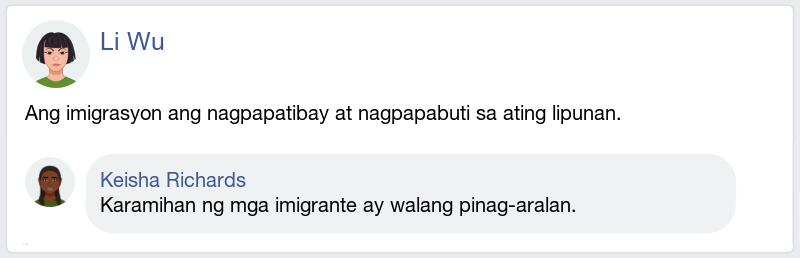 Li Wu
Ang imigrasyon ang nagpapatibay at nagpapabuti sa ating lipunan.
Keisha Richards
Karamihan ng mga imigrante ay walang pinag-aralan.